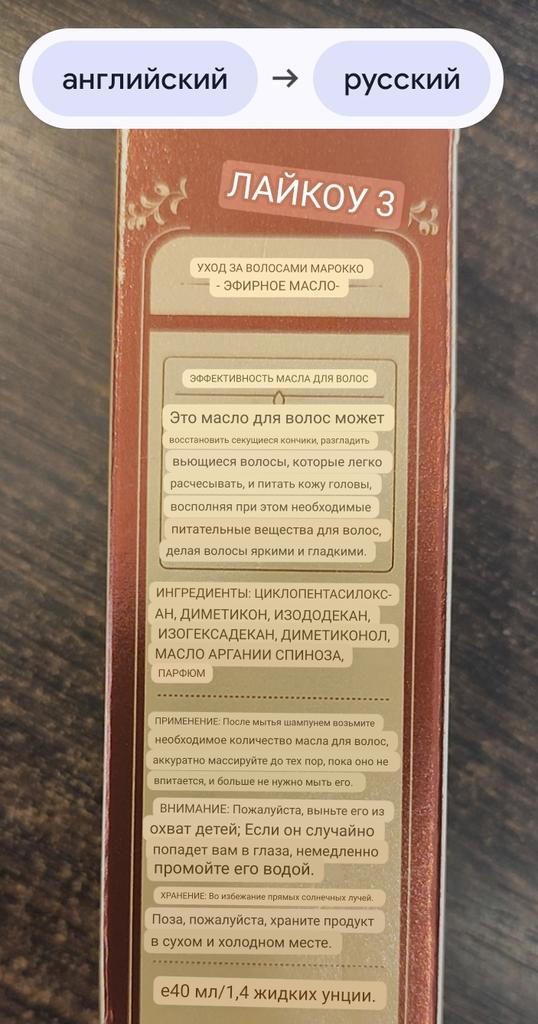 английский → русский
ЛАЙКОУ 3
УХОД ЗА ВОЛОСАМИ МАРОККО
- ЭФИРНОЕ МАСЛО-
ЭФФЕКТИВНОСТЬ МАСЛА ДЛЯ ВОЛОС
Это масло для волос может
восстановить секущиеся кончики, разгладить
вьющиеся волосы, которые легко
расчесывать, и питать кожу головы,
восполняя при этом необходимые
питательные вещества для волос,
делая волосы яркими и гладкими.
ИНГРЕДИЕНТЫ: ЦИКЛОПЕНТАСИЛОКС-
АН, ДИМЕТИКОН, ИЗОДОДЕКАН,
ИЗОГЕКСАДЕКАН, ДИМЕТИКОНОЛ,
МАСЛО АРГАНИИ СПИНОЗА,
ПАРФЮМ
ПРИМЕНЕНИЕ: После мытья шампунем возьмите
необходимое количество масла для волос,
аккуратно массируйте до тех пор, пока оно не
впитается, и больше не нужно мыть его.
ВНИМАНИЕ: Пожалуйста, выньте его из
охват детей; Если он случайно
попадет вам в глаза, немедленно
промойте его водой.
ХРАНЕНИЕ: Во избежание прямых солнечных лучей.
Поза, пожалуйста, храните продукт
в сухом и холодном месте.
е40 мл/1,4 жидких унции.